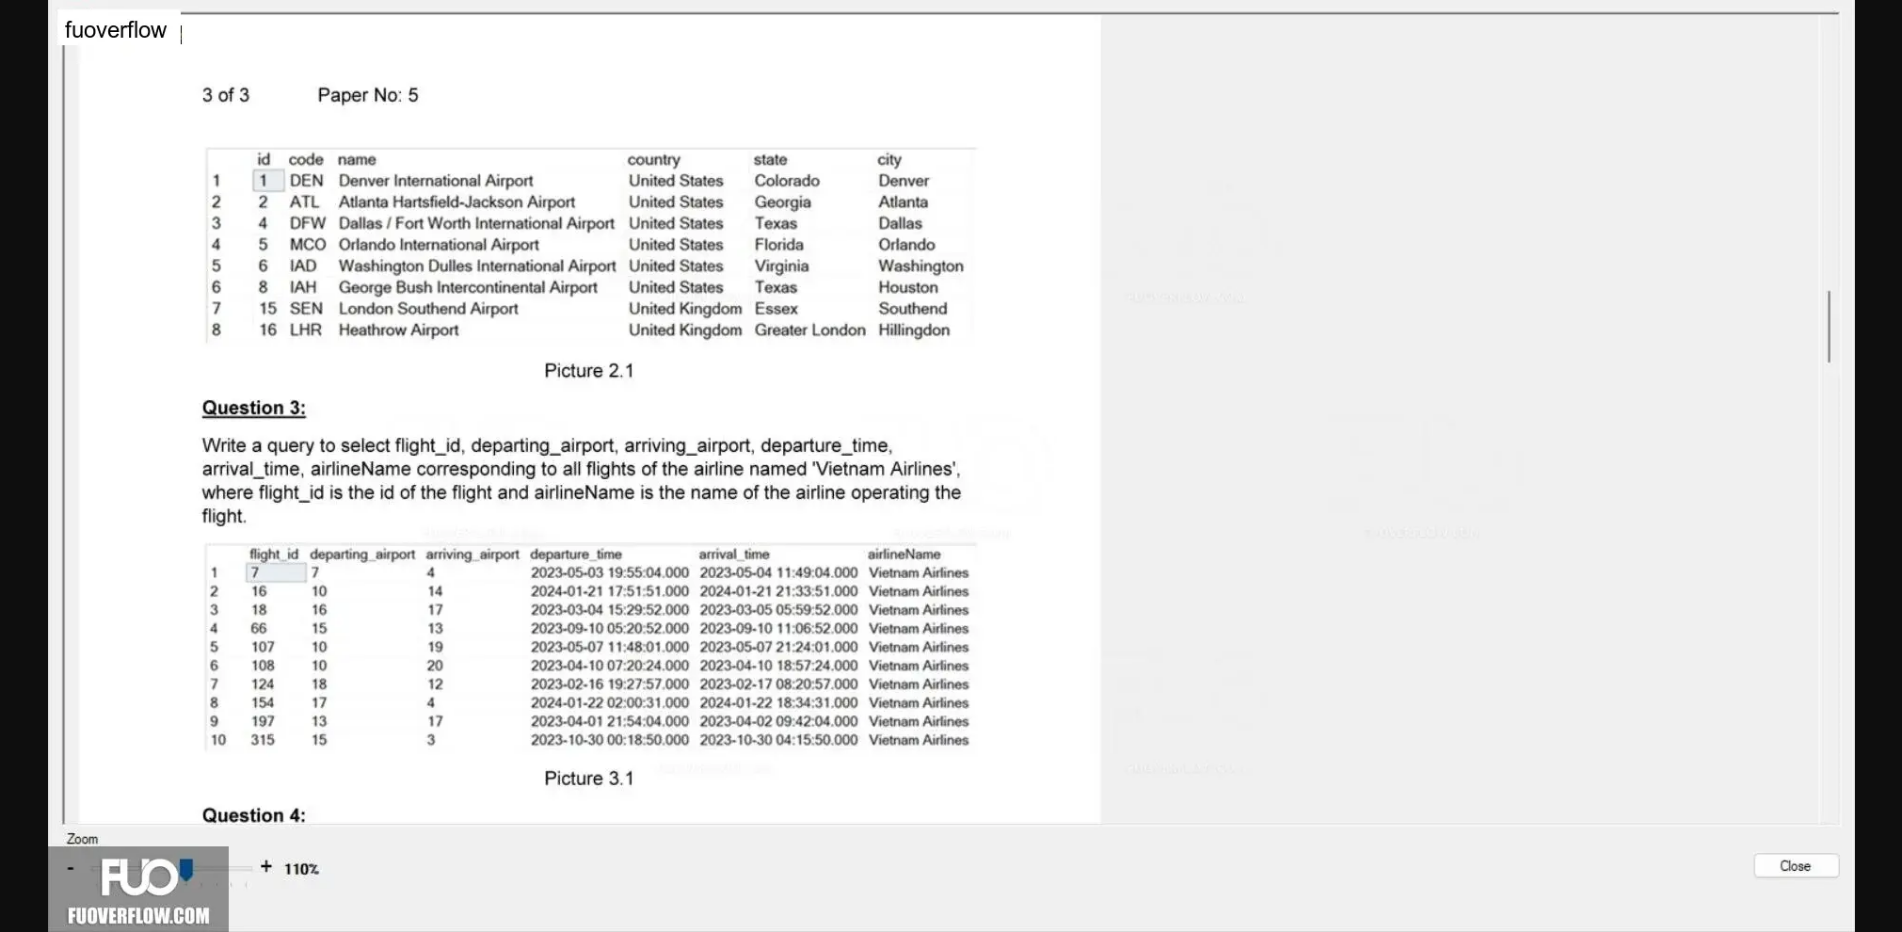 fuoverflow
3 of 3 Paper No: 5
id code name country state city
1 1 DEN Denver International Airport United States Colorado Denver
2 2 ATL Atlanta Hartsfield-Jackson Airport United States Georgia Atlanta
3 4 DFW Dallas / Fort Worth International Airport United States Texas Dallas
4 5 MCO Orlando International Airport United States Florida Orlando
5 6 IAD Washington Dulles International Airport United States Virginia Washington
6 8 IAH George Bush Intercontinental Airport United States Texas Houston
7 15 SEN London Southend Airport United Kingdom Essex Southend
8 16 LHR Heathrow Airport United Kingdom Greater London Hillingdon
Picture 2.1
Question 3:
Write a query to select flight_id, departing_airport, arriving_airport, departure_time,
arrival_time, airlineName corresponding to all flights of the airline named 'Vietnam Airlines',
where flight_id is the id of the flight and airlineName is the name of the airline operating the
flight.
flight_id departing_airport arriving_airport departure_time arrival_time airlineName
1 7 7 4 2023-05-03 19:55:04.000 2023-05-04 11:49:04.000 Vietnam Airlines
2 16 10 14 2024-01-21 17:51:51.000 2024-01-21 21:33:51.000 Vietnam Airlines
3 18 16 17 2023-03-04 15:29:52.000 2023-03-05 05:59:52.000 Vietnam Airlines
4 66 15 13 2023-09-10 05:20:52.000 2023-09-10 11:06:52.000 Vietnam Airlines
5 107 10 19 2023-05-07 11:48:01.000 2023-05-07 21:24:01.000 Vietnam Airlines
6 108 10 20 2023-04-10 07:20:24.000 2023-04-10 18:57:24.000 Vietnam Airlines
7 124 18 12 2023-02-16 19:27:57.000 2023-02-17 08:20:57.000 Vietnam Airlines
8 154 17 4 2024-01-22 02:00:31.000 2024-01-22 18:34:31.000 Vietnam Airlines
9 197 13 17 2023-04-01 21:54:04.000 2023-04-02 09:42:04.000 Vietnam Airlines
10 315 15 3 2023-10-30 00:18:50.000 2023-10-30 04:15:50.000 Vietnam Airlines
Picture 3.1
Question 4:
Zoom
- + 110%
Close
FUO
FUOVERFLOW.COM